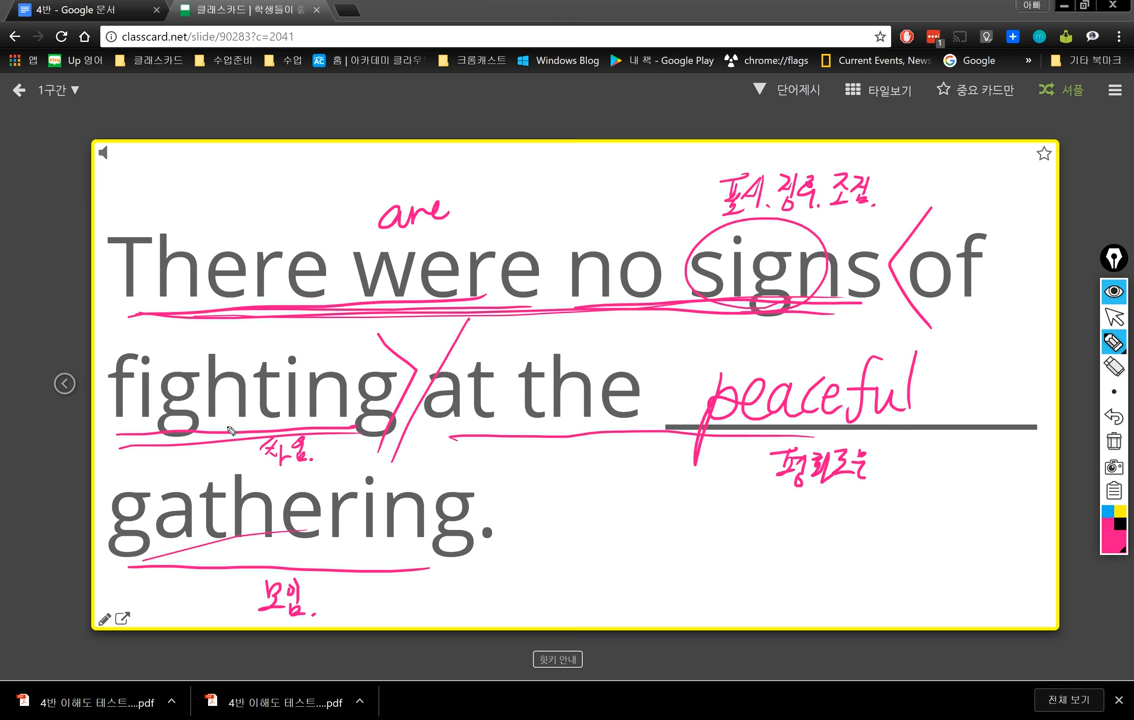 아빠
4반 - Google 문서
클래스카드 | 학생들이 좋
classcard.net/slide/90283?c=2041
앱
Up 영어
클래스카드
수업준비
수업
홈 | 아카데미 클라우
크롬캐스트
Windows Blog
내 책 - Google Play
chrome://flags
Current Events, News
Google
»
기타 북마크
1구간 ▼
단어제시
타일보기
중요 카드만
셔플
표시. 징후. 조짐.
are
There were no signs of
fighting at the peaceful
싸움.
평화로운
gathering.
모임.
핫키 안내
4반 이해도 테스트....pdf
4반 이해도 테스트....pdf
전체 보기